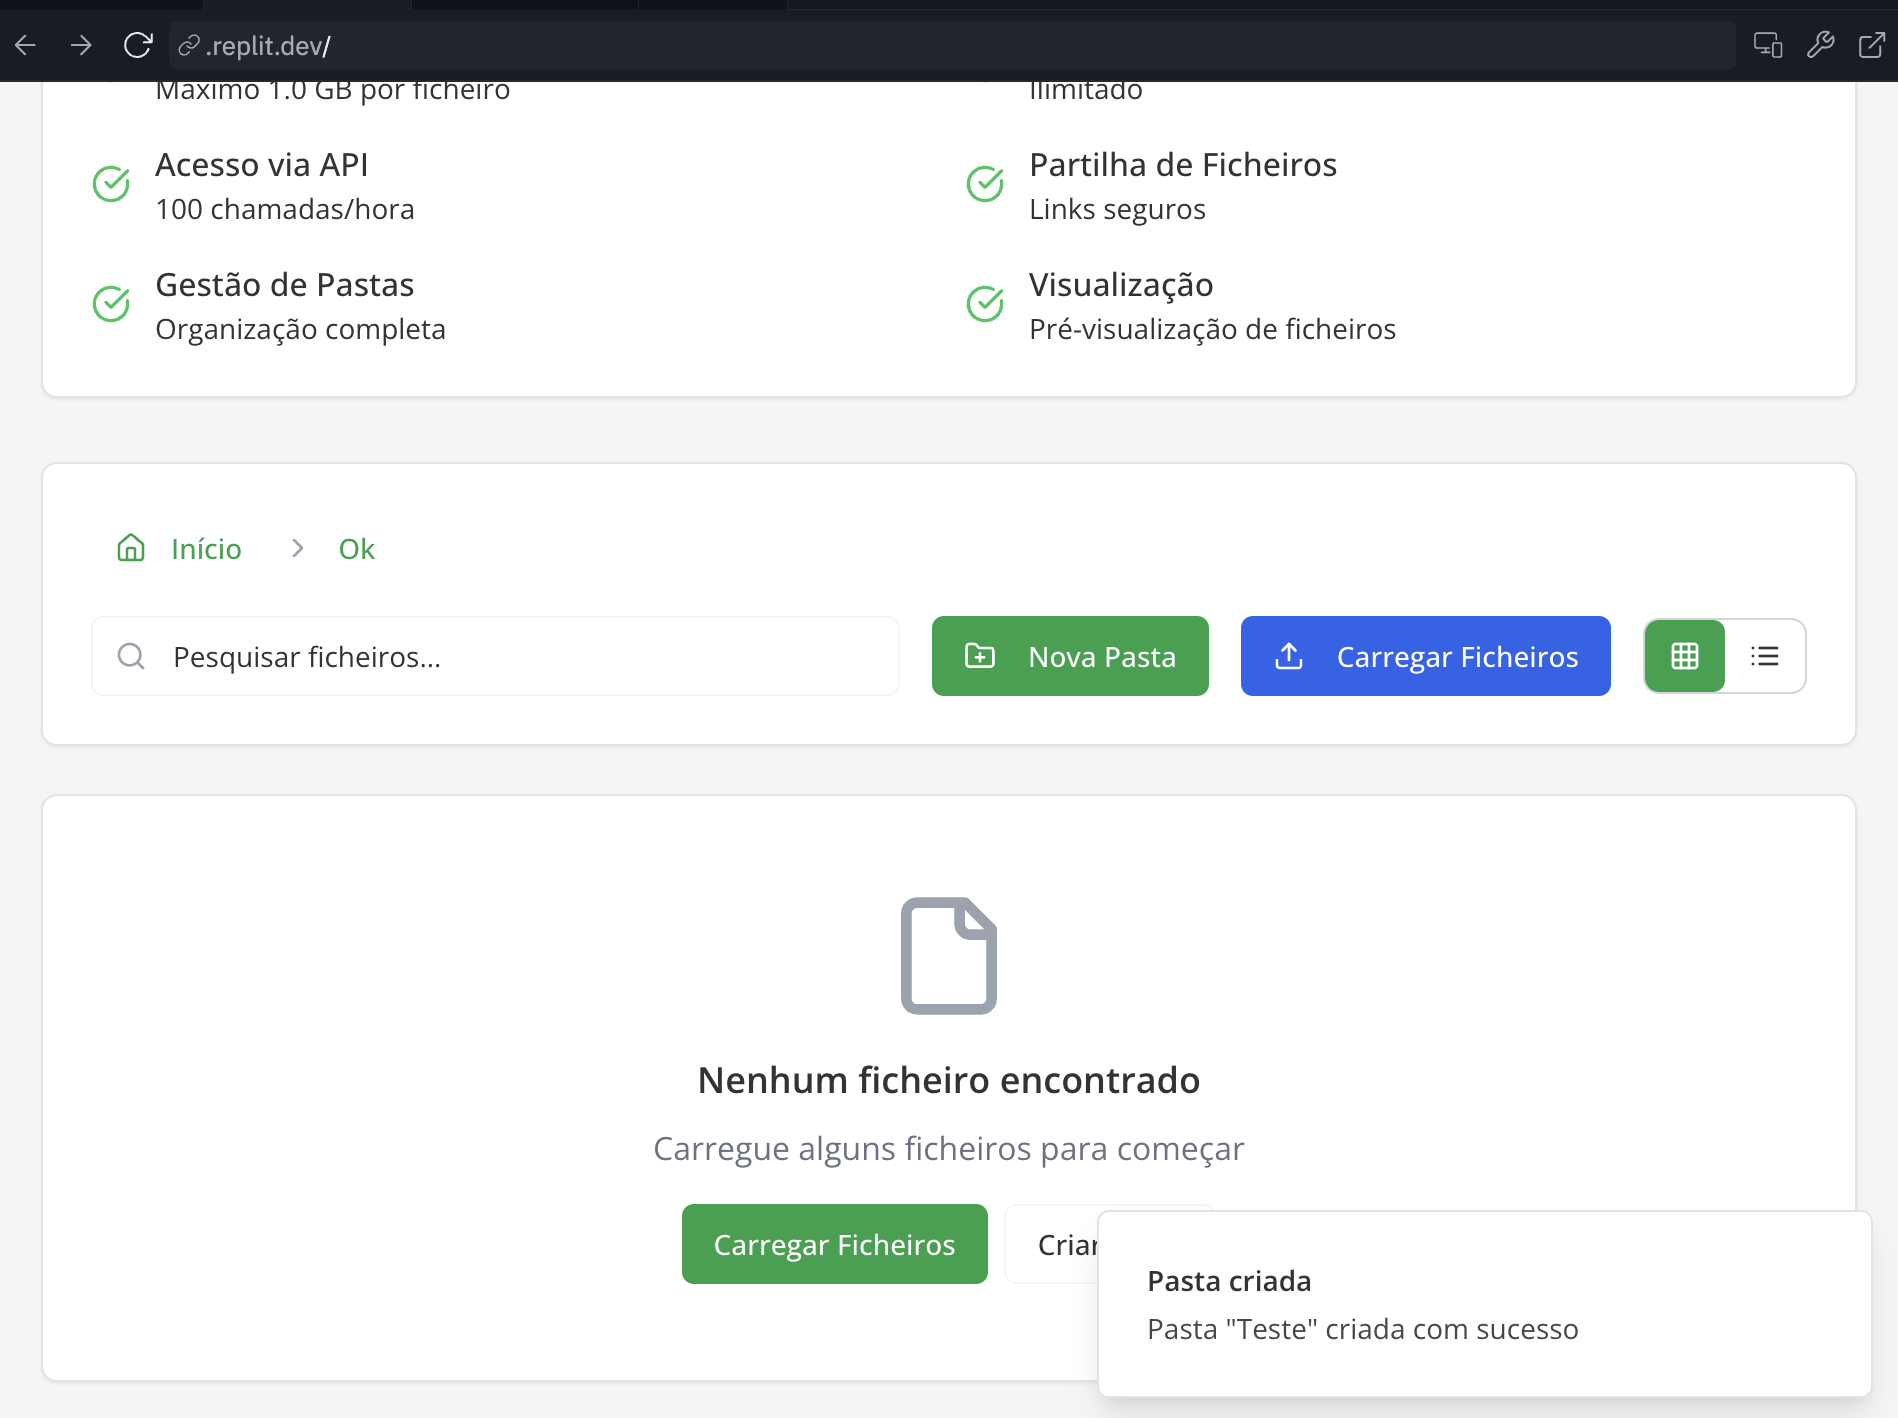 .replit.dev/
Máximo 1.0 GB por ficheiro
Ilimitado
Acesso via API
100 chamadas/hora
Partilha de Ficheiros
Links seguros
Gestão de Pastas
Organização completa
Visualização
Pré-visualização de ficheiros
Início
Ok
Pesquisar ficheiros...
Nova Pasta
Carregar Ficheiros
Nenhum ficheiro encontrado
Carregue alguns ficheiros para começar
Carregar Ficheiros
Criar
Pasta criada
Pasta "Teste" criada com sucesso